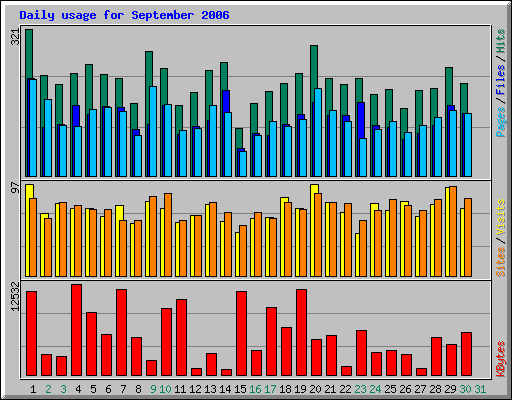 Daily usage for September 2006
321
Pages / Files / Hits
97
Sites / Visits
12532
KBytes
1 2 3 4 5 6 7 8 9 10 11 12 13 14 15 16 17 18 19 20 21 22 23 24 25 26 27 28 29 30 31